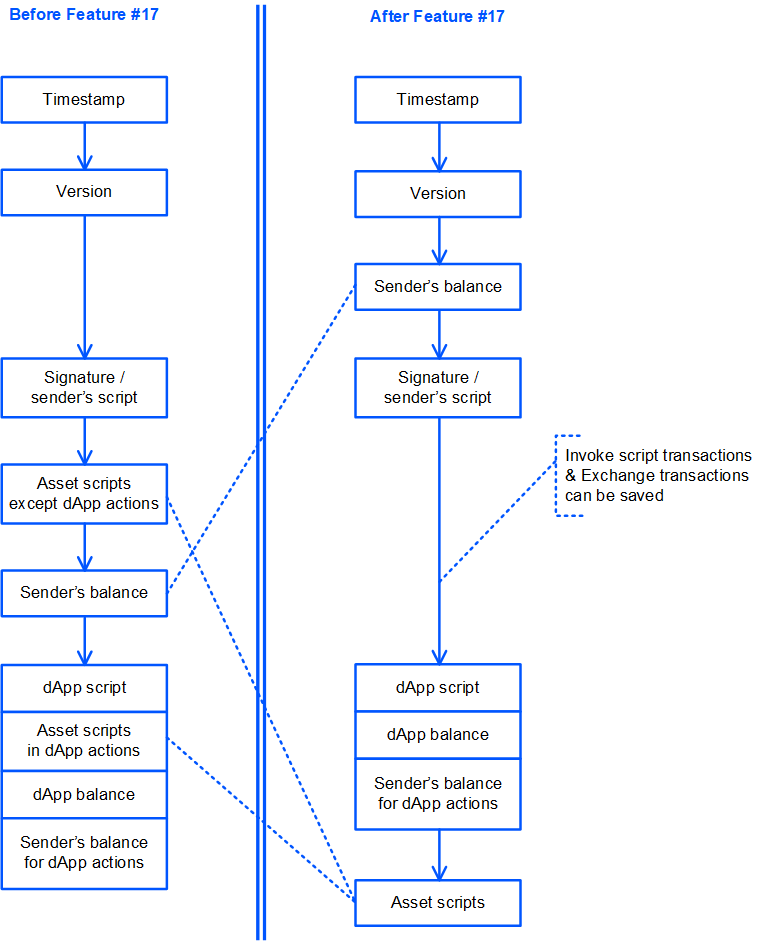 Before Feature #17
Timestamp
Version
Signature /
sender’s script
Asset scripts
except dApp actions
Sender’s balance
dApp script
Asset scripts
in dApp actions
dApp balance
Sender’s balance
for dApp actions
After Feature #17
Timestamp
Version
Sender’s balance
Signature /
sender’s script
Invoke script transactions
& Exchange transactions
can be saved
dApp script
dApp balance
Sender’s balance
for dApp actions
Asset scripts